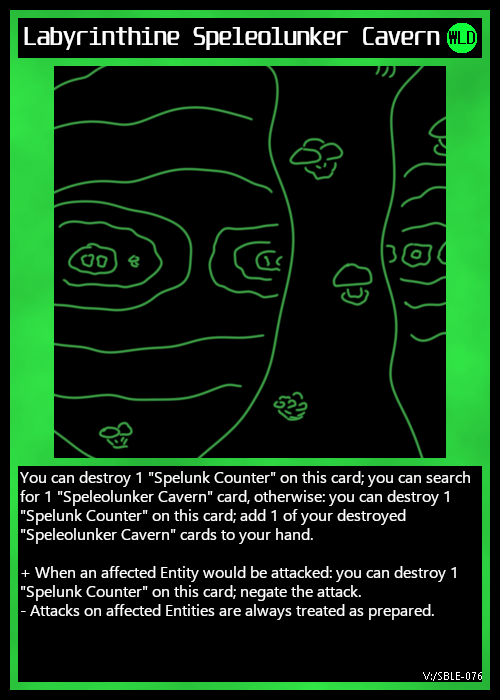 Labyrinthine Speleolunker Cavern WLD
You can destroy 1 "Spelunk Counter" on this card; you can search
for 1 "Speleolunker Cavern" card, otherwise: you can destroy 1
"Spelunk Counter" on this card; add 1 of your destroyed
"Speleolunker Cavern" cards to your hand.
+ When an affected Entity would be attacked: you can destroy 1
"Spelunk Counter" on this card; negate the attack.
- Attacks on affected Entities are always treated as prepared.
V:/SBLE-076